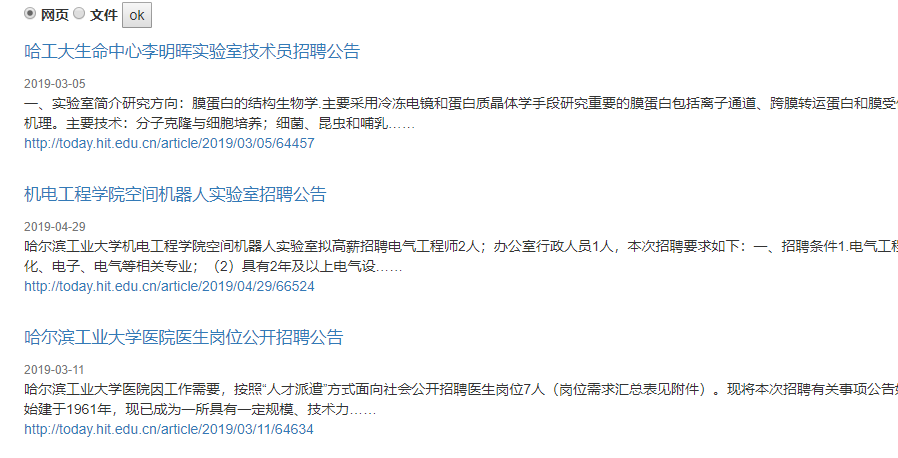 网页 文件 ok
哈工大生命中心李明晖实验室技术员招聘公告
2019-03-05
一、实验室简介研究方向：膜蛋白的结构生物学.主要采用冷冻电镜和蛋白质晶体学手段研究重要的膜蛋白包括离子通道、跨膜转运蛋白和膜受
机理。主要技术：分子克隆与细胞培养；细菌、昆虫和哺乳……
http://today.hit.edu.cn/article/2019/03/05/64457
机电工程学院空间机器人实验室招聘公告
2019-04-29
哈尔滨工业大学机电工程学院空间机器人实验室拟高薪招聘电气工程师2人；办公室行政人员1人，本次招聘要求如下：一、招聘条件1.电气工程
化、电子、电气等相关专业；（2）具有2年及以上电气设……
http://today.hit.edu.cn/article/2019/04/29/66524
哈尔滨工业大学医院医生岗位公开招聘公告
2019-03-11
哈尔滨工业大学医院因工作需要，按照“人才派遣”方式面向社会公开招聘医生岗位7人（岗位需求汇总表见附件）。现将本次招聘有关事项公告
始建于1961年，现已成为一所具有一定规模、技术力……
http://today.hit.edu.cn/article/2019/03/11/64634